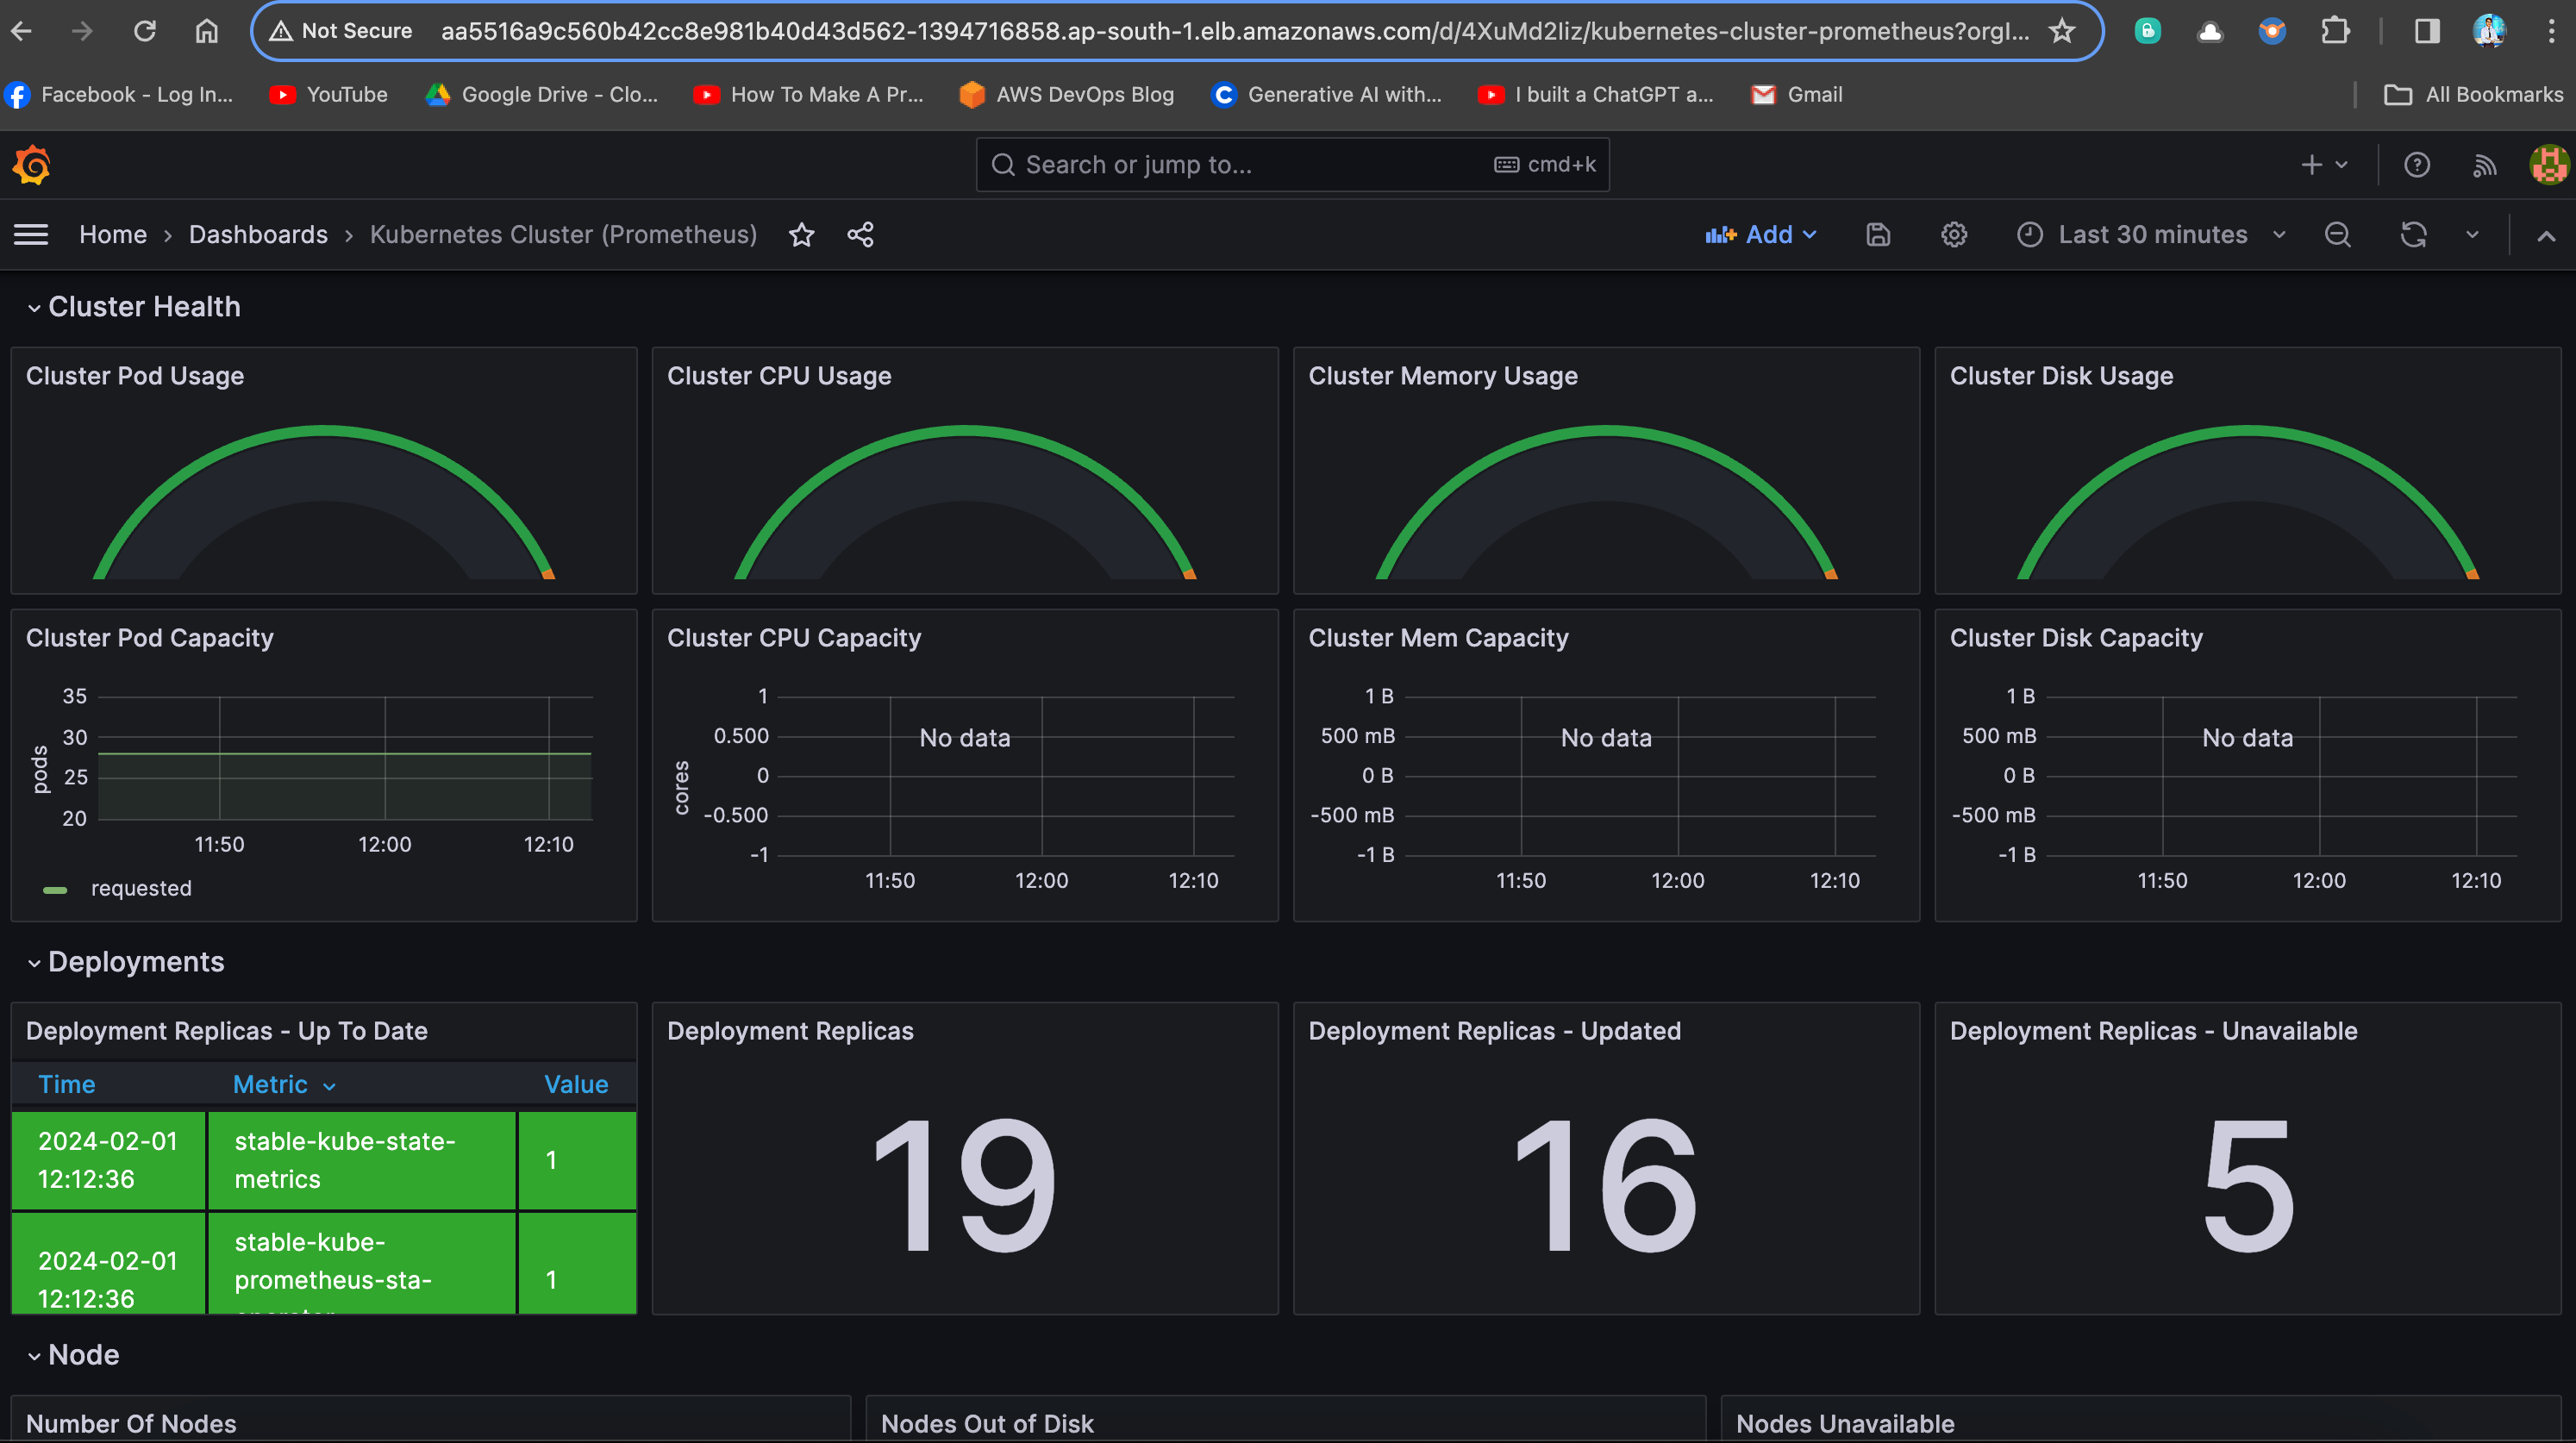 Not Secure aa5516a9c560b42cc8e981b40d43d562-1394716858.ap-south-1.elb.amazonaws.com/d/4XuMd2Iiz/kubernetes-cluster-prometheus?orgI...
Facebook - Log In... YouTube Google Drive - Clo... How To Make A Pr... AWS DevOps Blog Generative AI with... I built a ChatGPT a... Gmail All Bookmarks
Search or jump to... cmd+k
Home › Dashboards › Kubernetes Cluster (Prometheus) Add Last 30 minutes
Cluster Health
Cluster Pod Usage
Cluster CPU Usage
Cluster Memory Usage
Cluster Disk Usage
Cluster Pod Capacity
35
30
25
20
pods
11:50 12:00 12:10
requested
Cluster CPU Capacity
1
0.500
0
-0.500
-1
cores
No data
11:50 12:00 12:10
Cluster Mem Capacity
1 B
500 mB
0 B
-500 mB
-1 B
No data
11:50 12:00 12:10
Cluster Disk Capacity
1 B
500 mB
0 B
-500 mB
-1 B
No data
11:50 12:00 12:10
Deployments
Deployment Replicas - Up To Date
Time Metric Value
2024-02-01 12:12:36 stable-kube-state-metrics 1
2024-02-01 12:12:36 stable-kube-prometheus-sta- 1
Deployment Replicas
19
Deployment Replicas - Updated
16
Deployment Replicas - Unavailable
5
Node
Number Of Nodes
Nodes Out of Disk
Nodes Unavailable